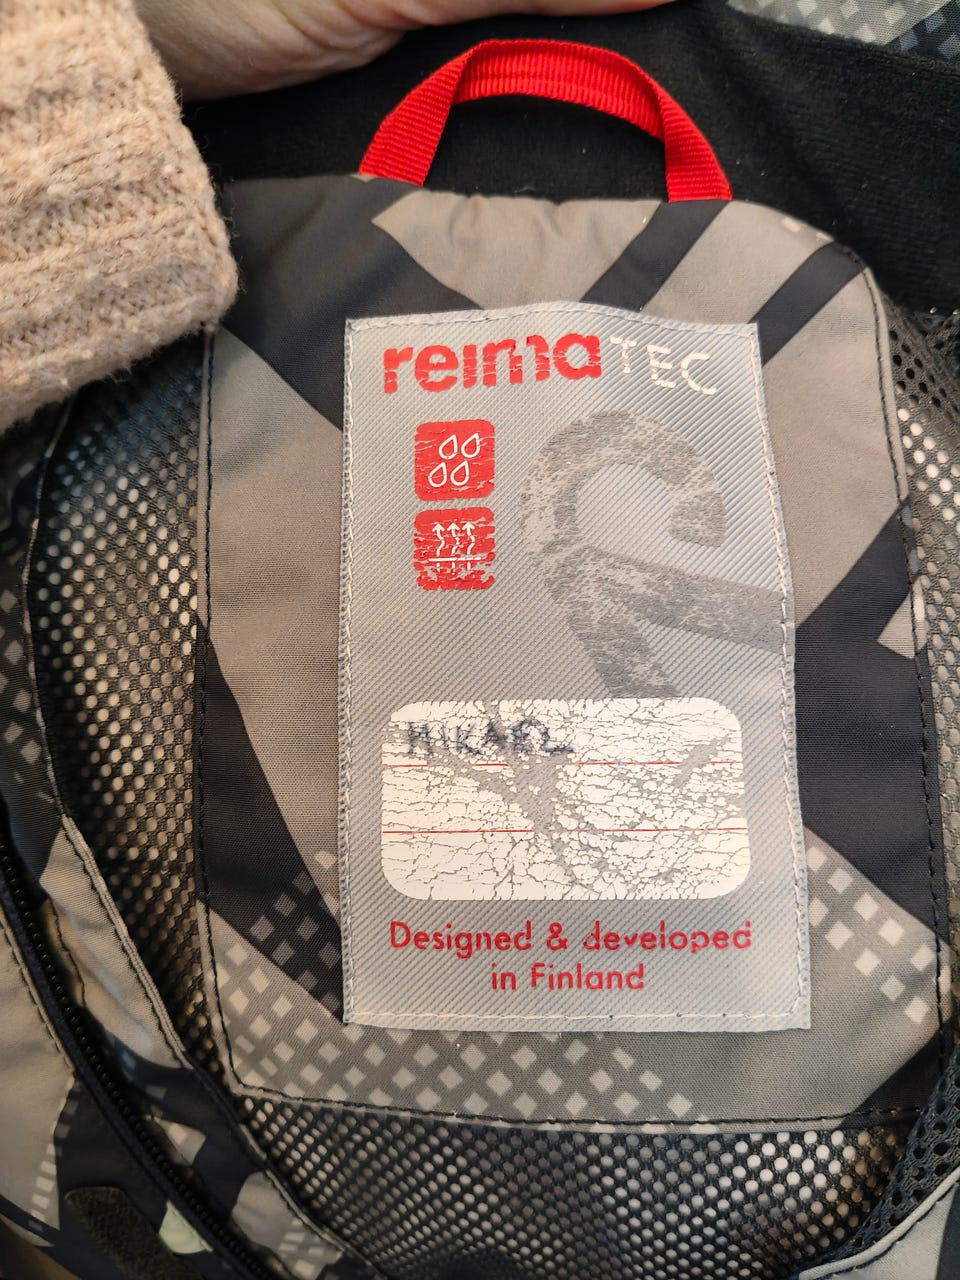 reima TEC
MIKAEL
Designed & developed
in Finland